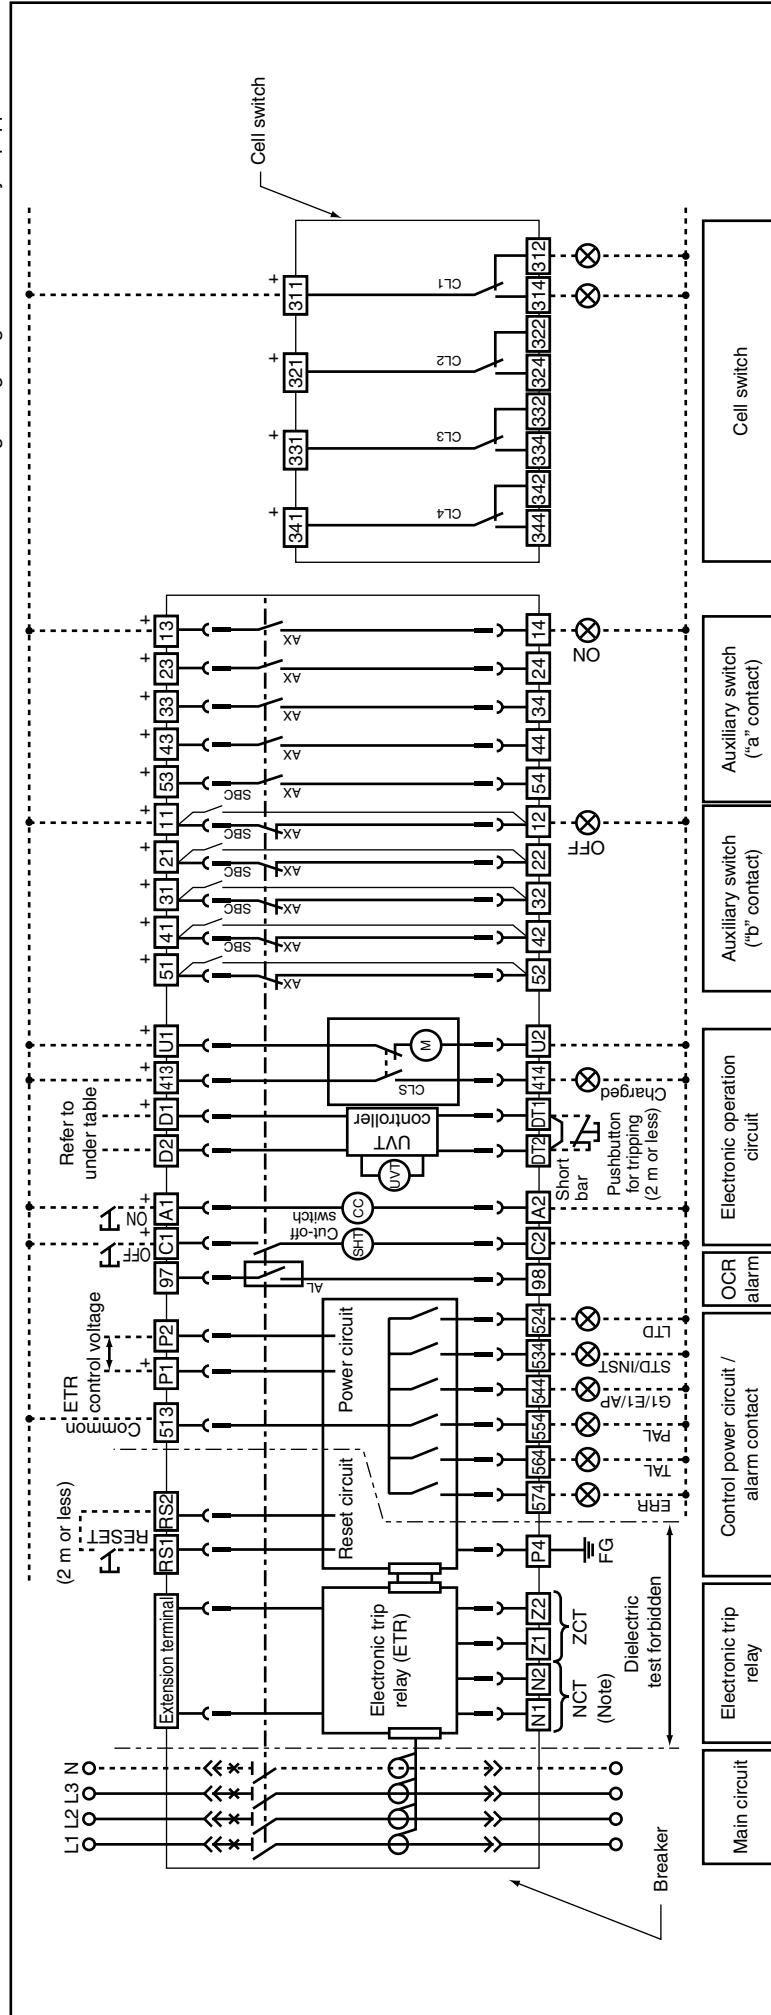 L1
L2
L3
N
Extension terminal
(2 m or less)
RESET
RS1
RS2
Common
ETR
control voltage
513
+
P1
P2
97
OFF
+
C1
ON
+
A1
Refer to
under table
D2
+
D1
413
+
U1
+
51
+
41
+
31
+
21
+
11
+
53
+
43
+
33
+
23
+
13
+
341
+
331
+
321
+
311
Cell switch
SBC
SBC
SBC
SBC
SBC
AX
AX
AX
AX
AX
AX
AX
AX
AX
AX
Electronic trip
relay (ETR)
Reset circuit
Power circuit
AL
Cut-off
switch
SHT
CC
UVT
UVT
controller
CLS
M
CL4
CL3
CL2
CL1
N1
N2
Z1
Z2
NCT
(Note)
ZCT
P4
FG
574
564
554
544
534
524
ERR
TAL
PAL
G1/E1/AP
STD/INST
LTD
98
C2
A2
DT2
DT1
Short
bar
Pushbutton
for tripping
(2 m or less)
414
Charged
U2
52
42
32
22
12
OFF
54
44
34
24
14
ON
344
342
334
332
324
322
314
312
Dielectric
test forbidden
Breaker
Main circuit
Electronic trip
relay
Control power circuit /
alarm contact
OCR
alarm
Electronic operation
circuit
Auxiliary switch
("b" contact)
Auxiliary switch
("a" contact)
Cell switch